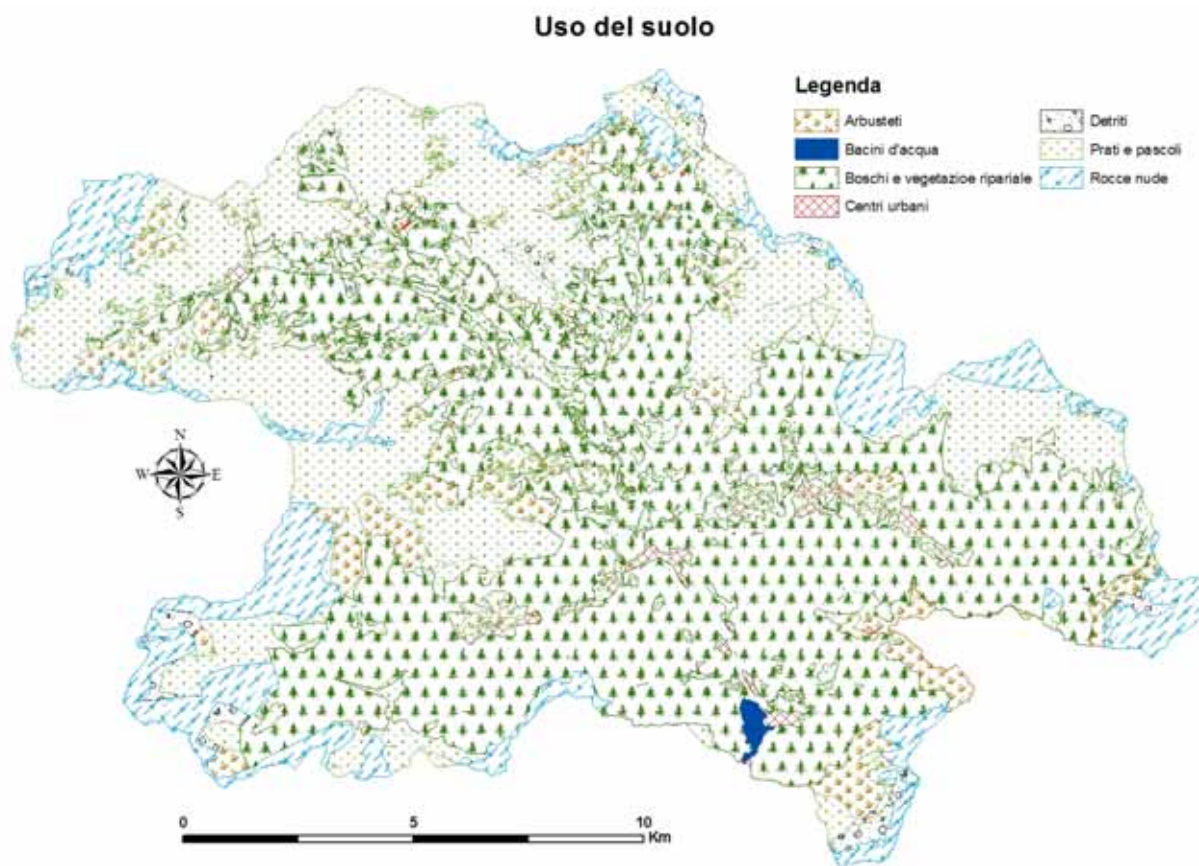 Uso del suolo
Legenda
Arbusteti
Bacini d'acqua
Boschi e vegetazioe ripariale
Centri urbani
Detriti
Prati e pascoli
Rocce nude
N
W E
S
0 5 10
Km